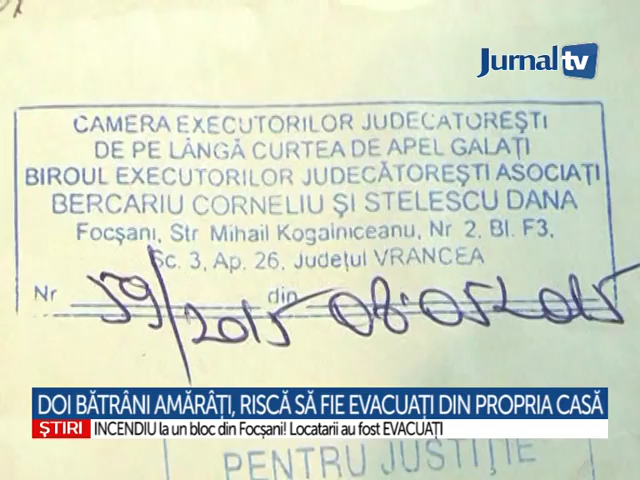 Jurnal tv
CAMERA EXECUTORILOR JUDECATOREȘTI
DE PE LÂNGĂ CURTEA DE APEL GALAȚI
BIROUL EXECUTORILOR JUDECĂTOREȘTI ASOCIAȚI
BERCARIU CORNELIU ȘI STELESCU DANA
Focșani, Str Mihail Kogalniceanu, Nr 2, Bl. F3,
Sc. 3, Ap. 26, Județul VRANCEA
Nr 59/2015 din 08.05.2015
DOI BĂTRÂNI AMĂRÂȚI, RISCĂ SĂ FIE EVACUAȚI DIN PROPRIA CASĂ
ȘTIRI INCENDIU la un bloc din Focșani! Locatarii au fost EVACUAȚI
PENTRU JUSTIȚIE